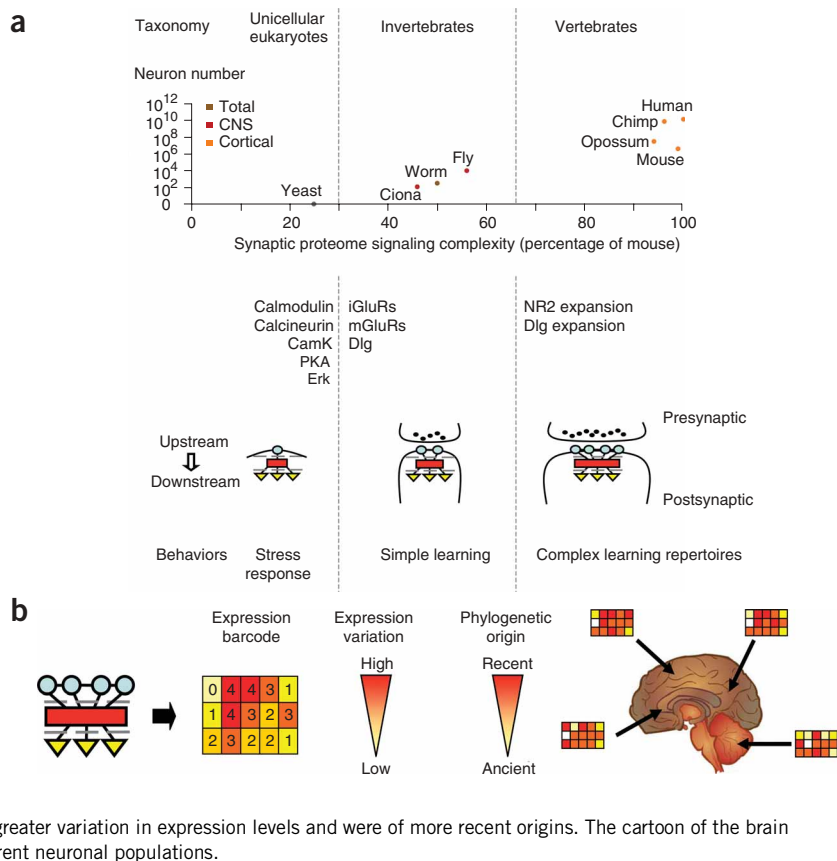 a
Taxonomy
Unicellular
eukaryotes
Invertebrates
Vertebrates
Neuron number
10^12
10^10
10^8
10^6
10^4
10^2
0
Total
CNS
Cortical
Yeast
Ciona
Worm
Fly
Opossum
Chimp
Human
Mouse
0 20 40 60 80 100
Synaptic proteome signaling complexity (percentage of mouse)
Calmodulin
Calcineurin
CamK
PKA
Erk
iGluRs
mGluRs
Dlg
NR2 expansion
Dlg expansion
Upstream
Downstream
Presynaptic
Postsynaptic
Behaviors
Stress
response
Simple learning
Complex learning repertoires
b
Expression
barcode
Expression
variation
Phylogenetic
origin
High
Recent
0 4 4 3 1
1 4 3 2 3
2 3 2 2 1
Low
Ancient
greater variation in expression levels and were of more recent origins. The cartoon of the brain
rent neuronal populations.